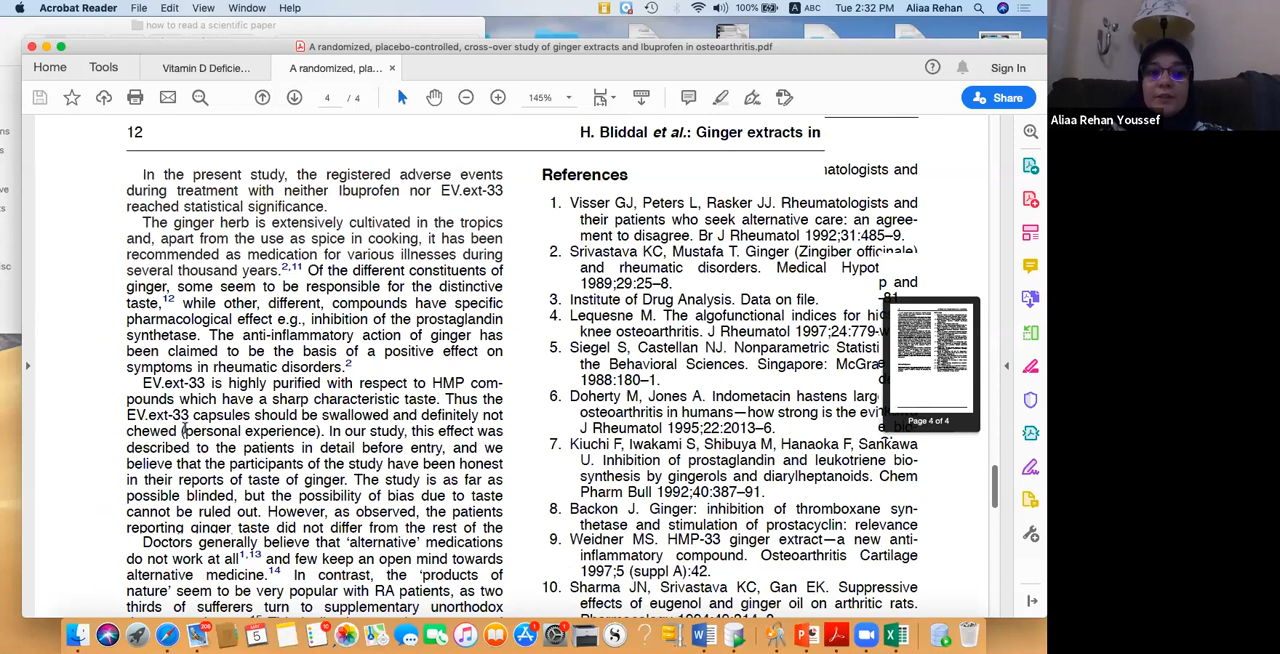 Acrobat Reader File Edit View Window Help 100% ABC Tue 2:32 PM Aliaa Rehan
how to read a scientific paper
A randomized, placebo-controlled, cross-over study of ginger extracts and Ibuprofen in osteoarthritis.pdf
Home Tools Vitamin D Deficie... A randomized, pla... × Sign In
4 / 4 145% Share
12 H. Bliddal et al.: Ginger extracts in
In the present study, the registered adverse events
during treatment with neither Ibuprofen nor EV.ext-33
reached statistical significance.
The ginger herb is extensively cultivated in the tropics
and, apart from the use as spice in cooking, it has been
recommended as medication for various illnesses during
several thousand years.2,11 Of the different constituents of
ginger, some seem to be responsible for the distinctive
taste,12 while other, different, compounds have specific
pharmacological effect e.g., inhibition of the prostaglandin
synthetase. The anti-inflammatory action of ginger has
been claimed to be the basis of a positive effect on
symptoms in rheumatic disorders.2
EV.ext-33 is highly purified with respect to HMP com-
pounds which have a sharp characteristic taste. Thus the
EV.ext-33 capsules should be swallowed and definitely not
chewed (personal experience). In our study, this effect was
described to the patients in detail before entry, and we
believe that the participants of the study have been honest
in their reports of taste of ginger. The study is as far as
possible blinded, but the possibility of bias due to taste
cannot be ruled out. However, as observed, the patients
reporting ginger taste did not differ from the rest of the
Doctors generally believe that ‘alternative’ medications
do not work at all1,13 and few keep an open mind towards
alternative medicine.14 In contrast, the ‘products of
nature’ seem to be very popular with RA patients, as two
thirds of sufferers turn to supplementary unorthodox
matologists and
References
1. Visser GJ, Peters L, Rasker JJ. Rheumatologists and
their patients who seek alternative care: an agree-
ment to disagree. Br J Rheumatol 1992;31:485–9.
2. Srivastava KC, Mustafa T. Ginger (Zingiber officinale)
and rheumatic disorders. Medical Hypot
p and
1989;29:25–8.
3. Institute of Drug Analysis. Data on file.
4. Lequesne M. The algofunctional indices for hi
knee osteoarthritis. J Rheumatol 1997;24:779-
5. Siegel S, Castellan NJ. Nonparametric Statisti
the Behavioral Sciences. Singapore: McGra
1988:180–1.
6. Doherty M, Jones A. Indometacin hastens larg
osteoarthritis in humans—how strong is the evi
J Rheumatol 1995;22:2013–6.
7. Kiuchi F, Iwakami S, Shibuya M, Hanaoka F, Sankawa
U. Inhibition of prostaglandin and leukotriene bio-
synthesis by gingerols and diarylheptanoids. Chem
Pharm Bull 1992;40:387–91.
8. Backon J. Ginger: inhibition of thromboxane syn-
thetase and stimulation of prostacyclin: relevance
9. Weidner MS. HMP-33 ginger extract—a new anti-
inflammatory compound. Osteoarthritis Cartilage
1997;5 (suppl A):42.
10. Sharma JN, Srivastava KC, Gan EK. Suppressive
effects of eugenol and ginger oil on arthritic rats.
Page 4 of 4
Aliaa Rehan Youssef